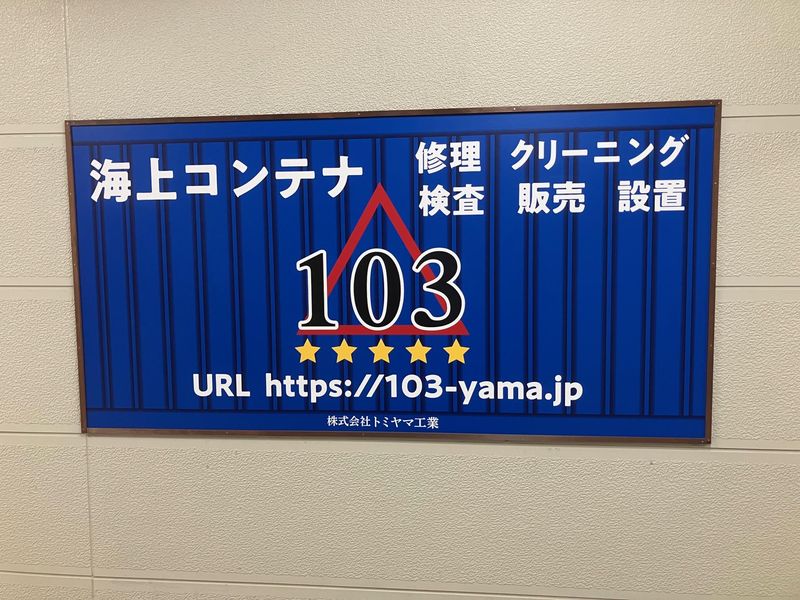 海上コンテナ
修理 クリーニング
検査 販売 設置
103
URL https://103-yama.jp
株式会社トミヤマ工業